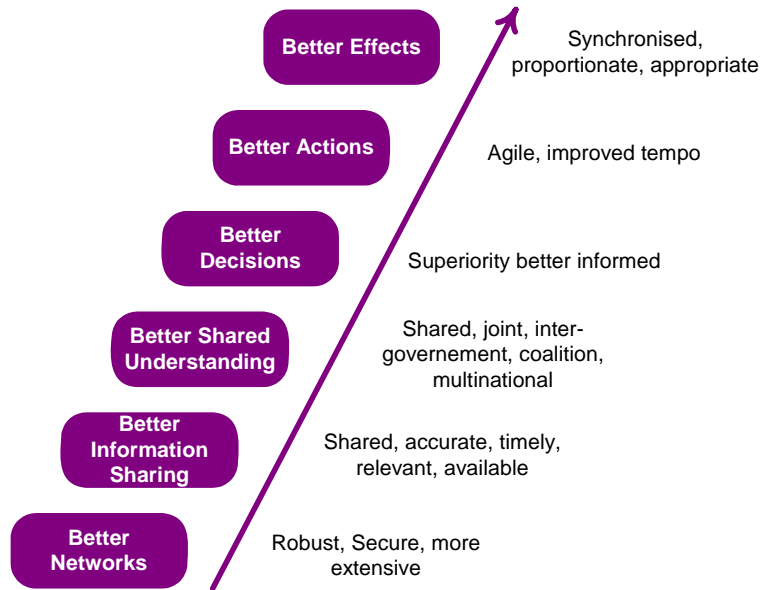 Better Effects
Synchronised,
proportionate, appropriate
Better Actions
Agile, improved tempo
Better
Decisions
Superiority better informed
Better Shared
Understanding
Shared, joint, inter-
governement, coalition,
multinational
Better
Information
Sharing
Shared, accurate, timely,
relevant, available
Better
Networks
Robust, Secure, more
extensive